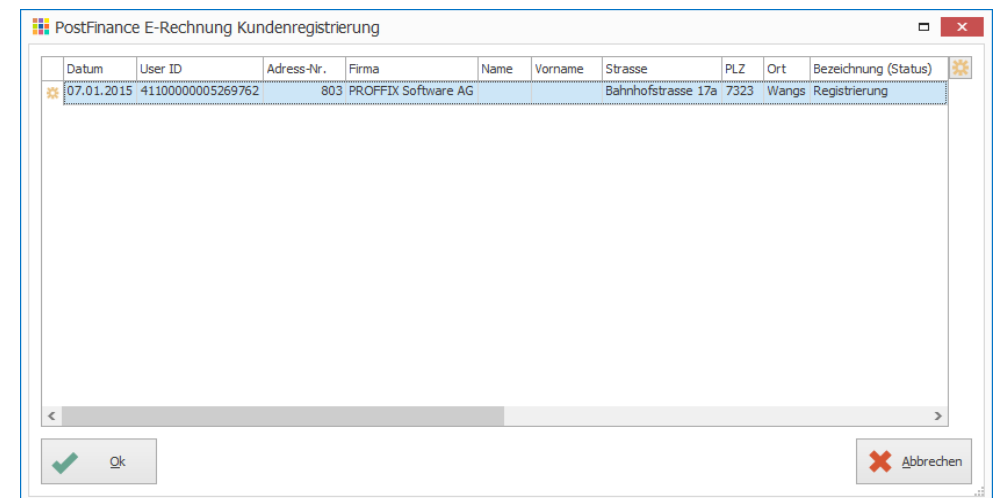 PostFinance E-Rechnung Kundenregistrierung
Datum User ID Adress-Nr. Firma Name Vorname Strasse PLZ Ort Bezeichnung (Status)
07.01.2015 41100000005269762 803 PROFFIX Software AG Bahnhofstrasse 17a 7323 Wangs Registrierung
Ok Abbrechen